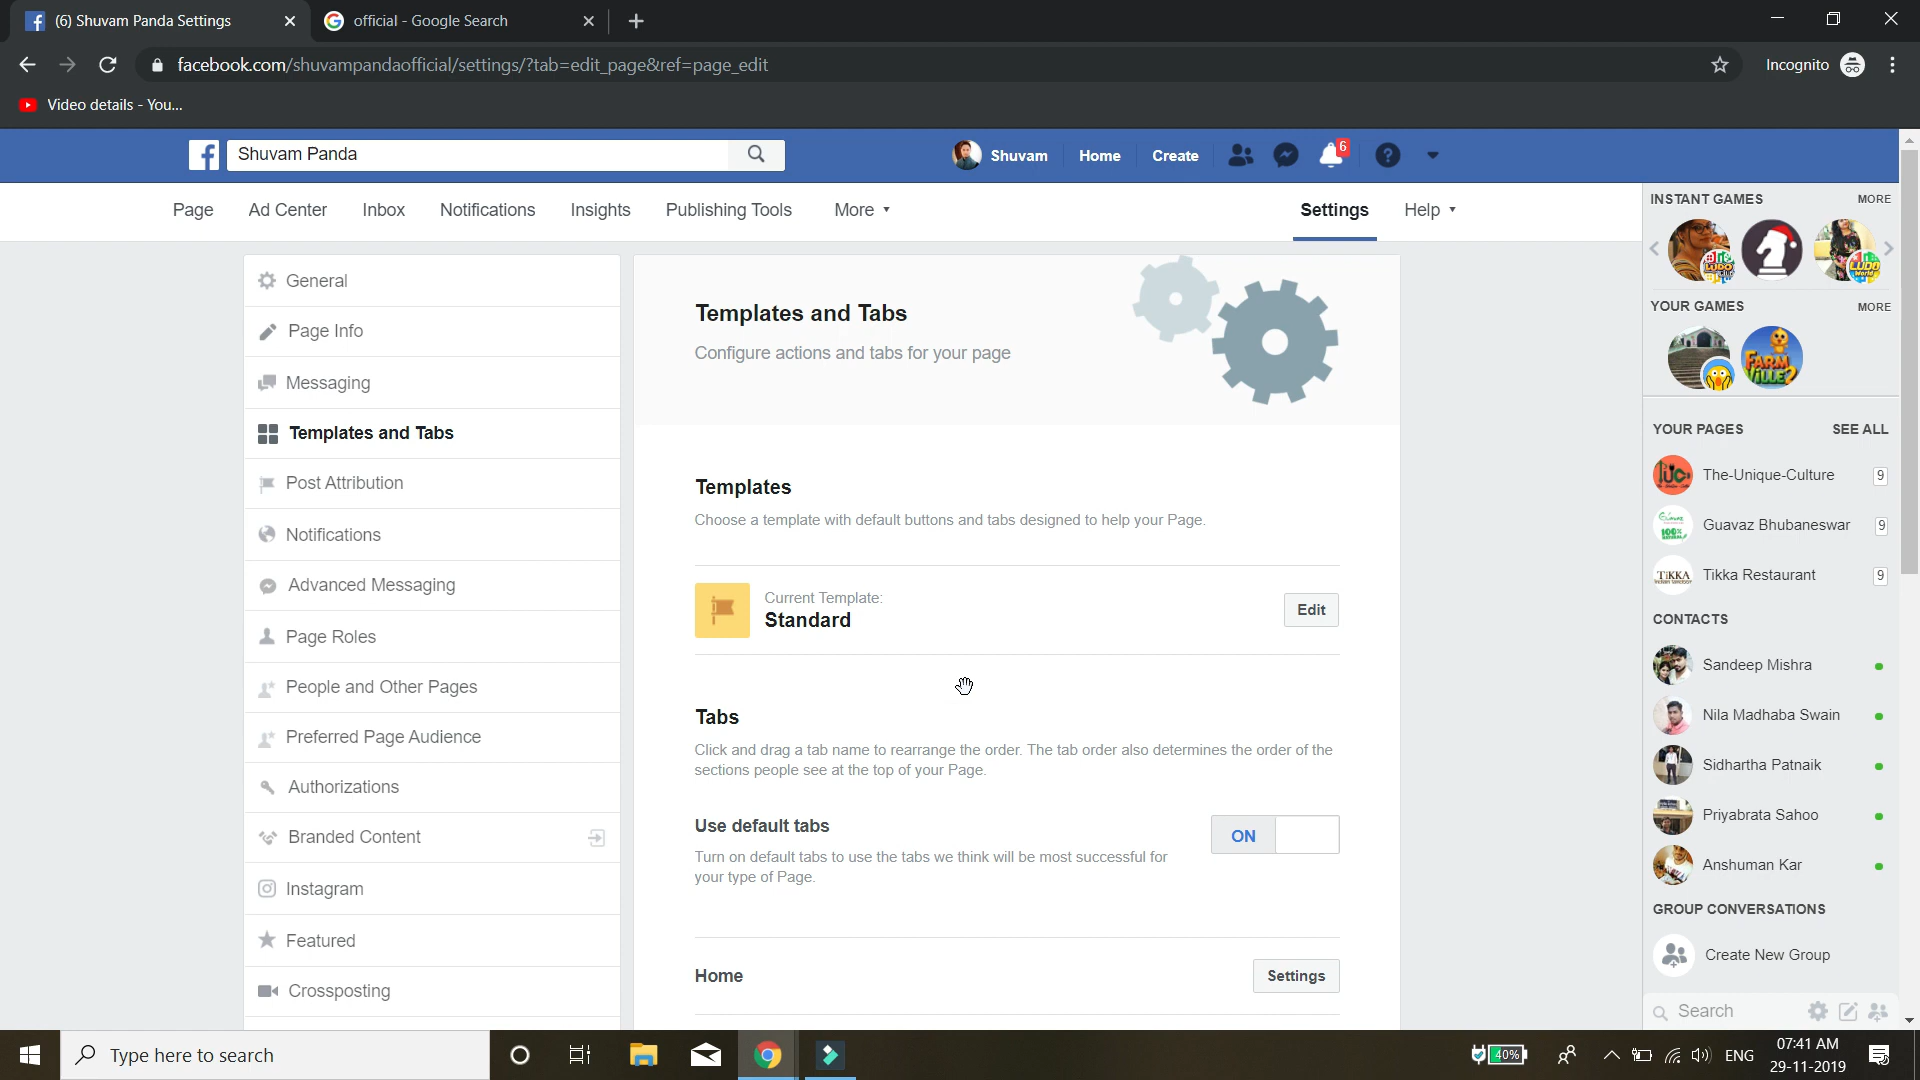 (6) Shuvam Panda Settings
official - Google Search
facebook.com/shuvampandaofficial/settings/?tab=edit_page&ref=page_edit
Incognito
Video details - You...
Shuvam Panda
Shuvam
Home
Create
6
Page
Ad Center
Inbox
Notifications
Insights
Publishing Tools
More
Settings
Help
General
Page Info
Messaging
Templates and Tabs
Post Attribution
Notifications
Advanced Messaging
Page Roles
People and Other Pages
Preferred Page Audience
Authorizations
Branded Content
Instagram
Featured
Crossposting
Templates and Tabs
Configure actions and tabs for your page
Templates
Choose a template with default buttons and tabs designed to help your Page.
Current Template:
Standard
Edit
Tabs
Click and drag a tab name to rearrange the order. The tab order also determines the order of the
sections people see at the top of your Page.
Use default tabs
ON
Turn on default tabs to use the tabs we think will be most successful for
your type of Page.
Home
Settings
INSTANT GAMES
MORE
YOUR GAMES
MORE
FARM
VILLE2
YOUR PAGES
SEE ALL
The-Unique-Culture
9
Guavaz Bhubaneswar
9
TIKKA
Tikka Restaurant
9
CONTACTS
Sandeep Mishra
Nila Madhaba Swain
Sidhartha Patnaik
Priyabrata Sahoo
Anshuman Kar
GROUP CONVERSATIONS
Create New Group
Search
Type here to search
40%
ENG
07:41 AM
29-11-2019